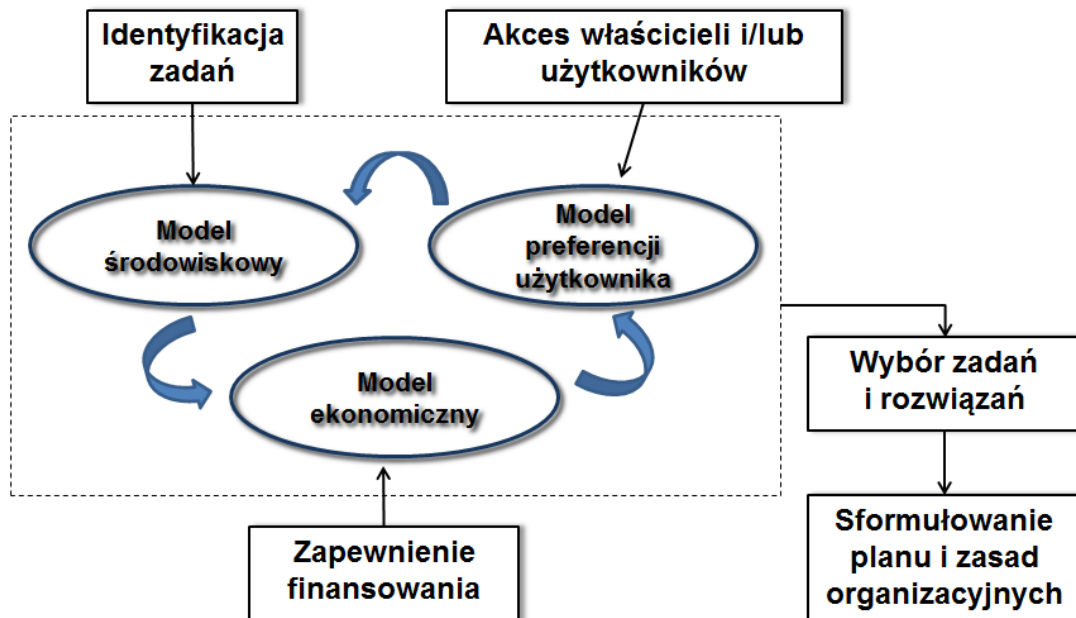 Identyfikacja
zadań
Akces właścicieli i/lub
użytkowników
Model
środowiskowy
Model
preferencji
użytkownika
Model
ekonomiczny
Wybór zadań
i rozwiązań
Zapewnienie
finansowania
Sformułowanie
planu i zasad
organizacyjnych